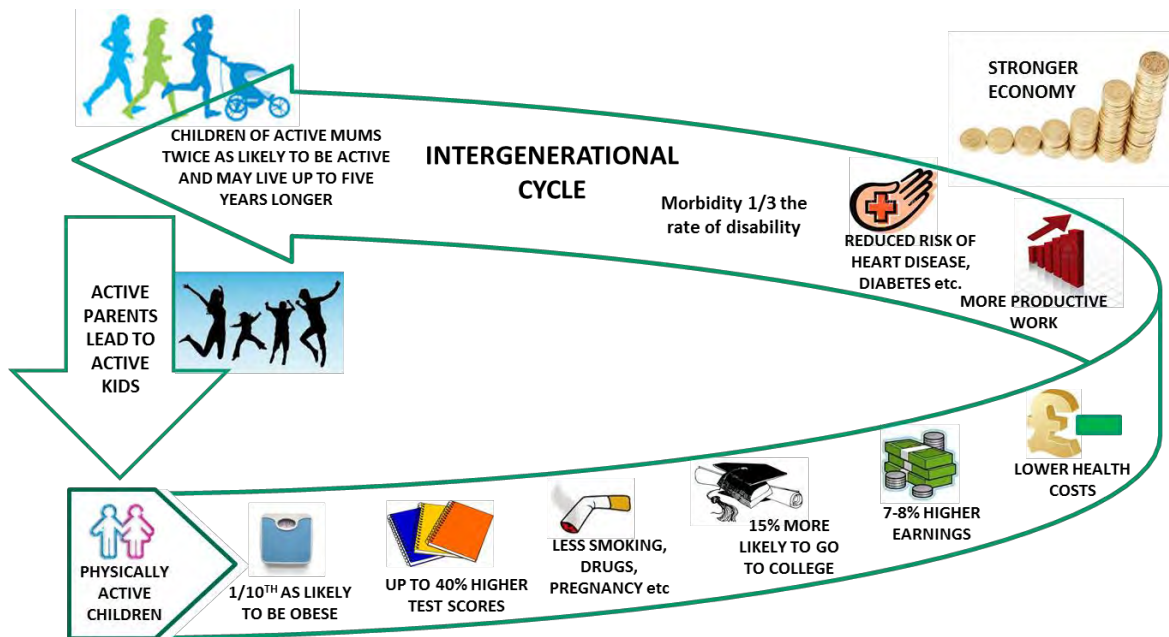 STRONGER
ECONOMY
CHILDREN OF ACTIVE MUMS
TWICE AS LIKELY TO BE ACTIVE
AND MAY LIVE UP TO FIVE
YEARS LONGER
INTERGENERATIONAL
CYCLE
Morbidity 1/3 the
rate of disability
REDUCED RISK OF
HEART DISEASE,
DIABETES etc.
MORE PRODUCTIVE
WORK
ACTIVE
PARENTS
LEAD TO
ACTIVE
KIDS
PHYSICALLY
ACTIVE
CHILDREN
1/10TH AS LIKELY
TO BE OBESE
UP TO 40% HIGHER
TEST SCORES
LESS SMOKING,
DRUGS,
PREGNANCY etc
15% MORE
LIKELY TO GO
TO COLLEGE
7-8% HIGHER
EARNINGS
£
LOWER HEALTH
COSTS